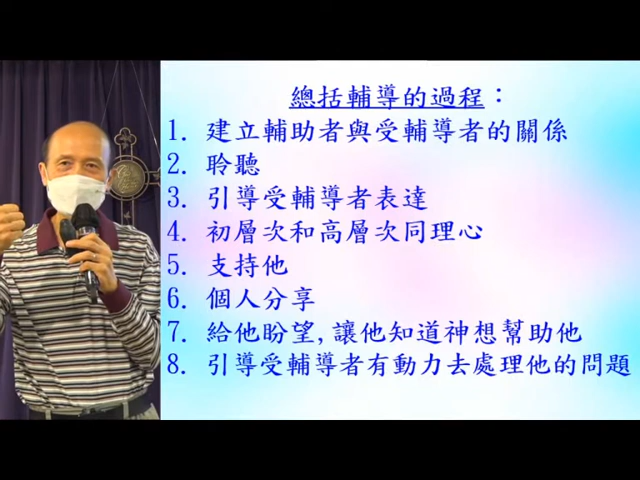 總括輔導的過程：
1. 建立輔助者與受輔導者的關係
2. 聆聽
3. 引導受輔導者表達
4. 初層次和高層次同理心
5. 支持他
6. 個人分享
7. 給他盼望, 讓他知道神想幫助他
8. 引導受輔導者有動力去處理他的問題